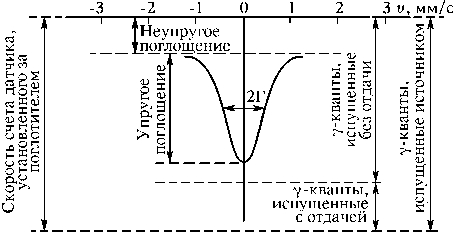 -3 -2 -1 0 1 2 3 υ, мм/с
Неупругое
поглощение
Упругое
поглощение
2Г
Скорость счета датчика,
установленного за
поглотителем
γ-кванты,
испущенные
без отдачи
γ-кванты,
испущенные источником
γ-кванты,
испущенные
с отдачей